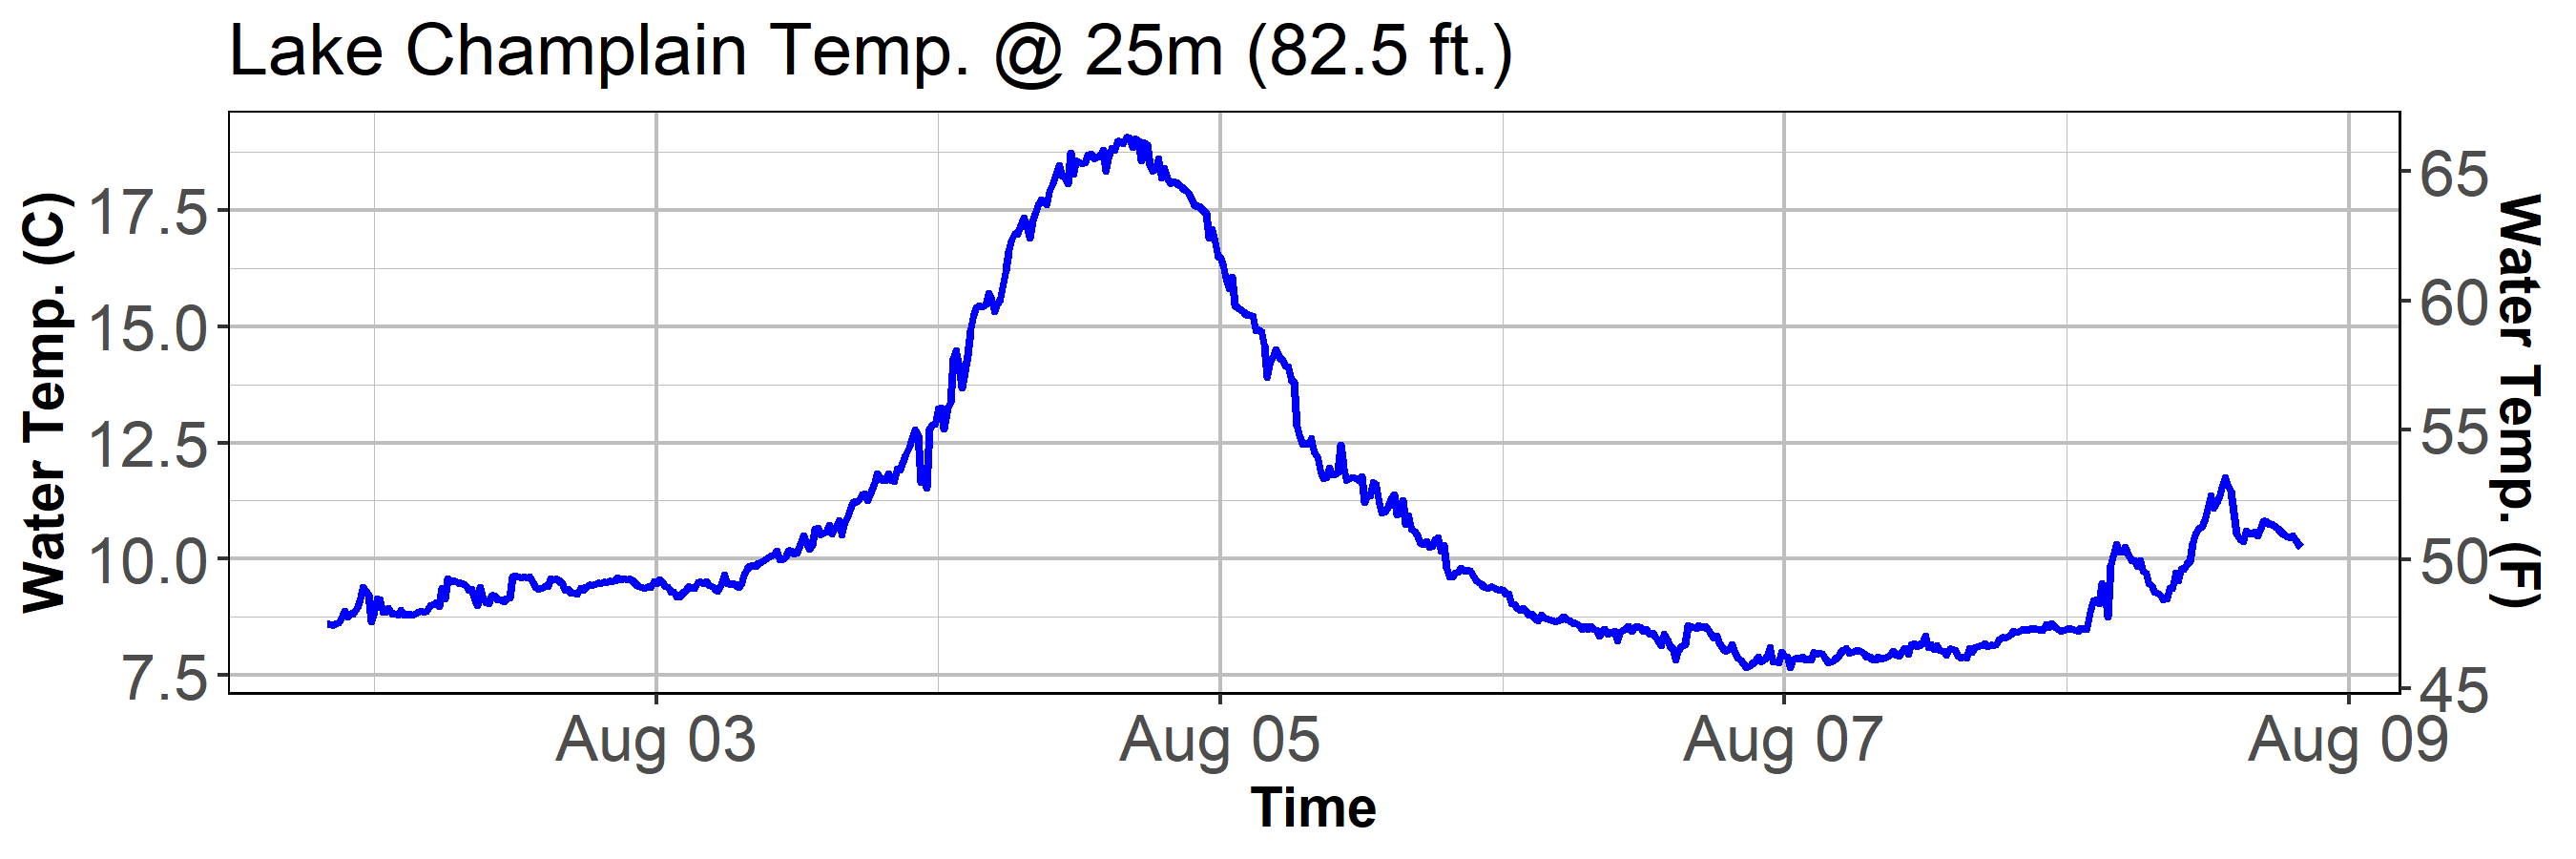 Lake Champlain Temp. @ 25m (82.5 ft.)
Water Temp. (C)
17.5
15.0
12.5
10.0
7.5
65
60
55
50
45
Water Temp. (F)
Aug 03
Aug 05
Aug 07
Aug 09
Time